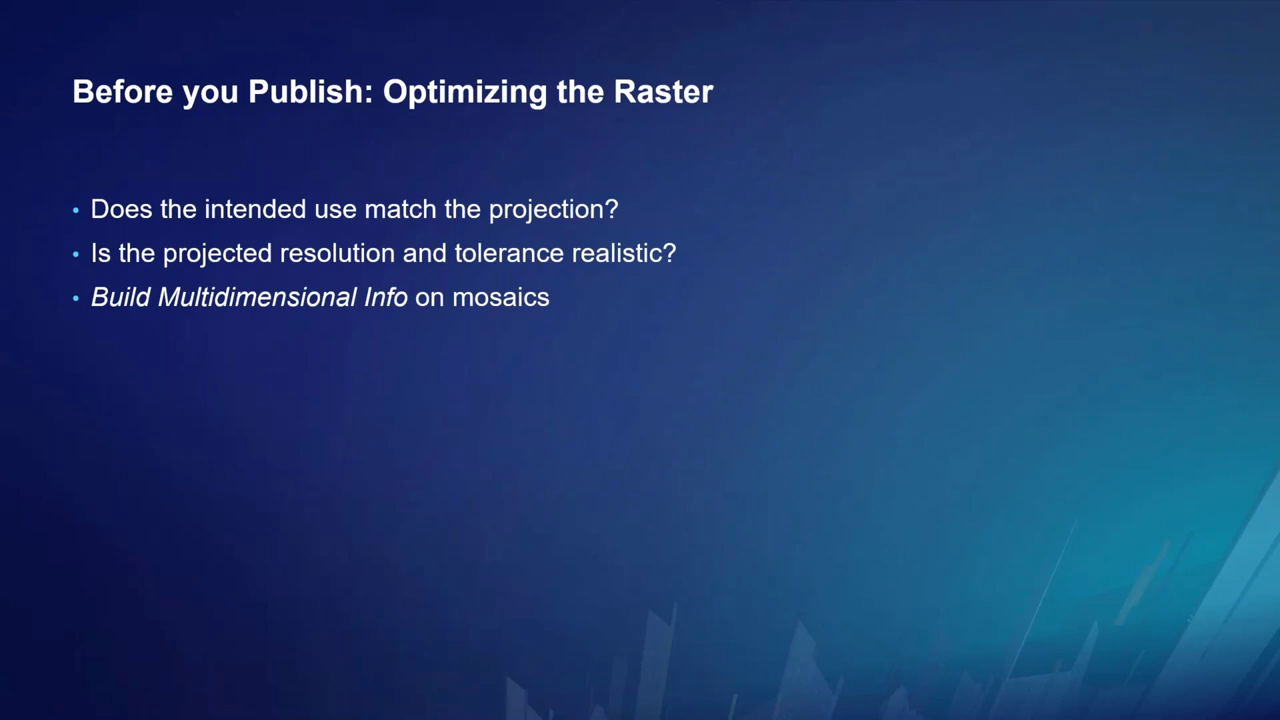 Before you Publish: Optimizing the Raster
• Does the intended use match the projection?
• Is the projected resolution and tolerance realistic?
• Build Multidimensional Info on mosaics